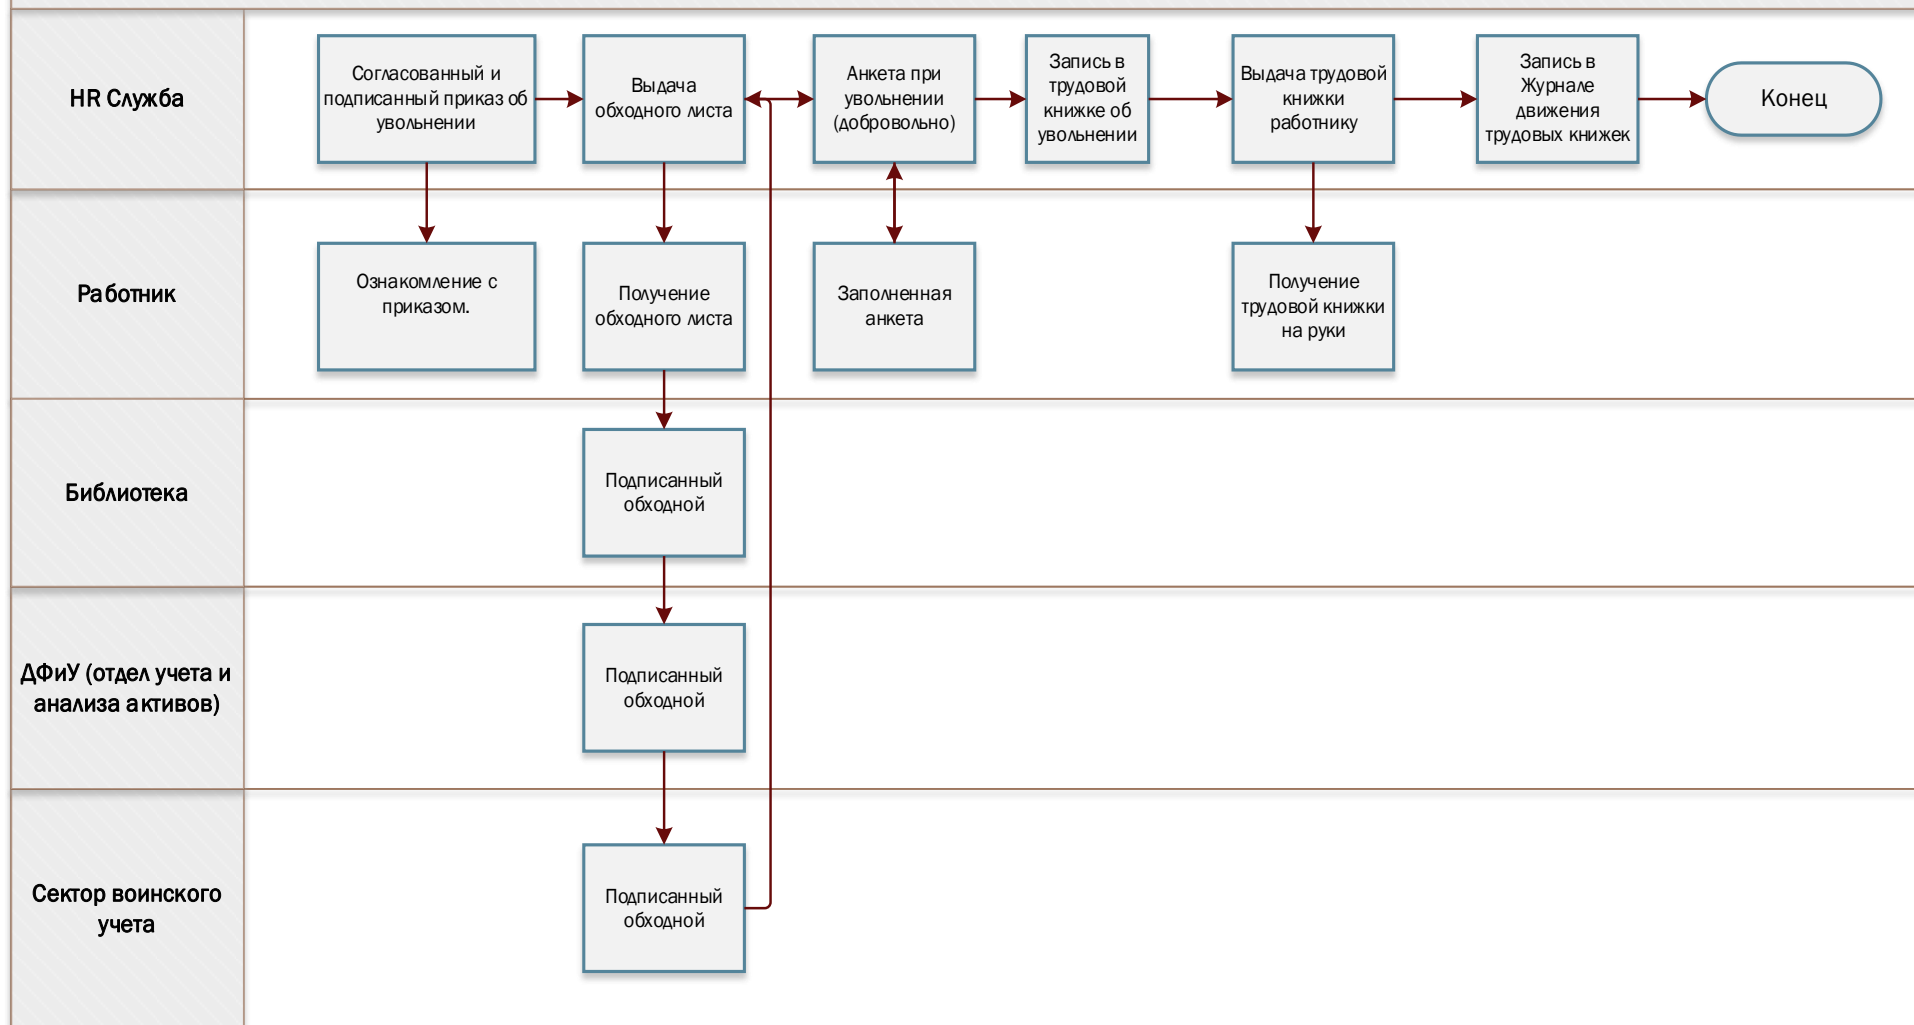 HR Служба
Согласованный и
подписанный приказ об
увольнении
Выдача
обходного листа
Анкета при
увольнении
(добровольно)
Запись в
трудовой
книжке об
увольнении
Выдача трудовой
книжки
работнику
Запись в
Журнале
движения
трудовых книжек
Конец
Работник
Ознакомление с
приказом.
Получение
обходного листа
Заполненная
анкета
Получение
трудовой книжки
на руки
Библиотека
Подписанный
обходной
ДФиУ (отдел учета и
анализа активов)
Подписанный
обходной
Сектор воинского
учета
Подписанный
обходной